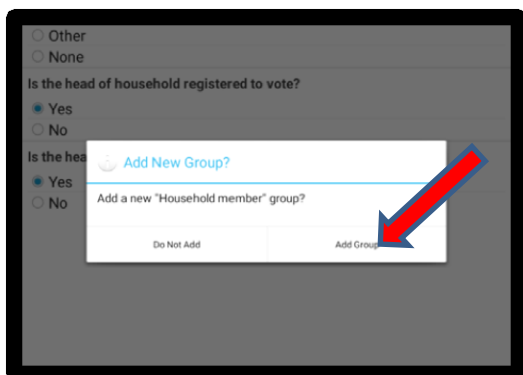 Other
None
Is the head of household registered to vote?
Yes
No
Is the hea
Yes
No
Add New Group?
Add a new "Household member" group?
Do Not Add
Add Group